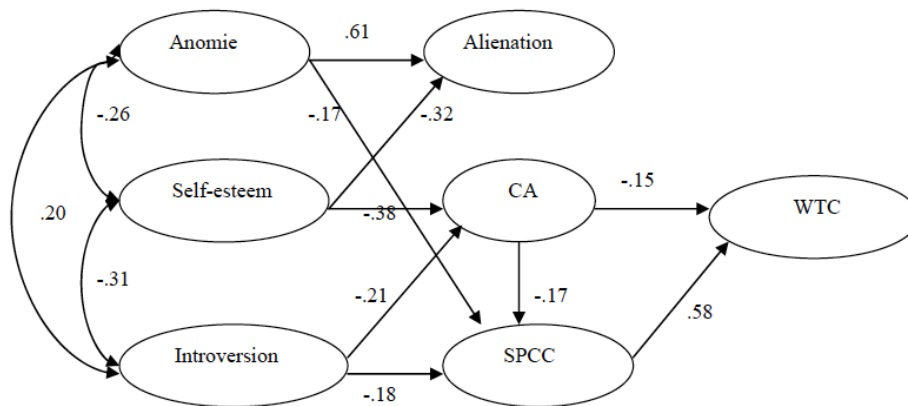 Anomie
.61
Alienation
-.26
-.17
-.32
Self-esteem
-.38
CA
-.15
WTC
.20
-.31
-.21
-.17
.58
Introversion
-.18
SPCC